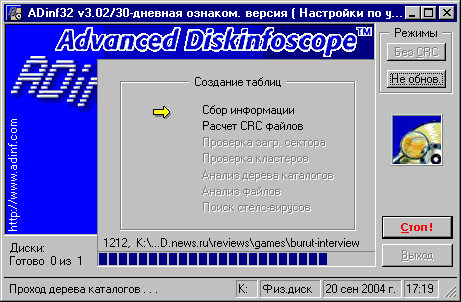 ADinf32 v3.02/30-дневная ознаком. версия ( Настройки по у...
Advanced Diskinfoscope™
ADin
http://www.adinf.com
Создание таблиц
Сбор информации
Расчет CRC файлов
Проверка загр. сектора
Проверка кластеров
Анализ дерева каталогов
Анализ файлов
Поиск стелс-вирусов
Режимы
Без CRC
Не обнов.
Стоп!
Выход
Диски:
Готово 0 из 1
1212, K:\...D.news.ru\reviews\games\burut-interview
Проход дерева каталогов . . .
K:
Физ.диск
20 сен 2004 г.
17:19